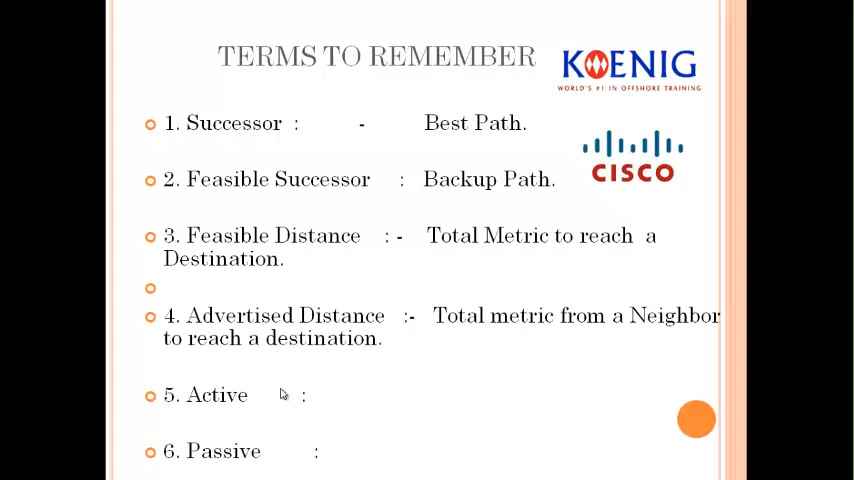 TERMS TO REMEMBER
KOENIG
WORLD'S #1 IN OFFSHORE TRAINING
1. Successor : - Best Path.
CISCO
2. Feasible Successor : Backup Path.
3. Feasible Distance : - Total Metric to reach a
Destination.
4. Advertised Distance :- Total metric from a Neighbor
to reach a destination.
5. Active :
6. Passive :